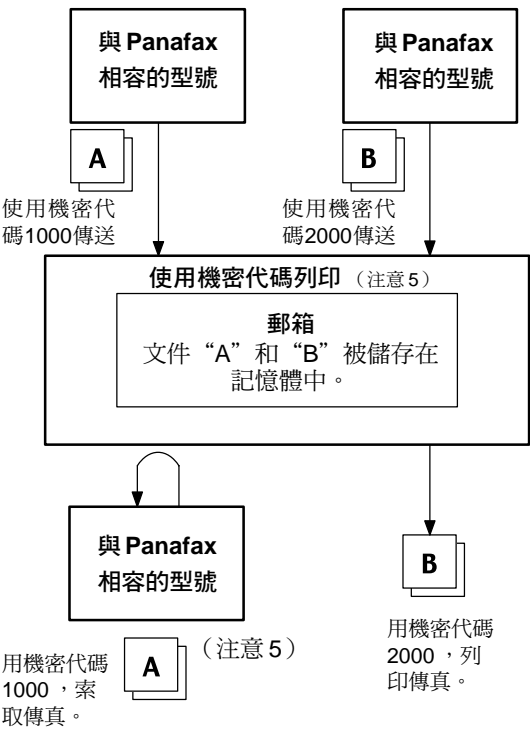 與 Panafax
相容的型號
與 Panafax
相容的型號
A
B
使用機密代
碼1000傳送
使用機密代
碼2000傳送
使用機密代碼列印（注意 5）
郵箱
文件“A”和“B”被儲存在
記憶體中。
與 Panafax
相容的型號
B
用機密代碼
2000，列
印傳真。
A
（注意 5）
用機密代碼
1000，索
取傳真。